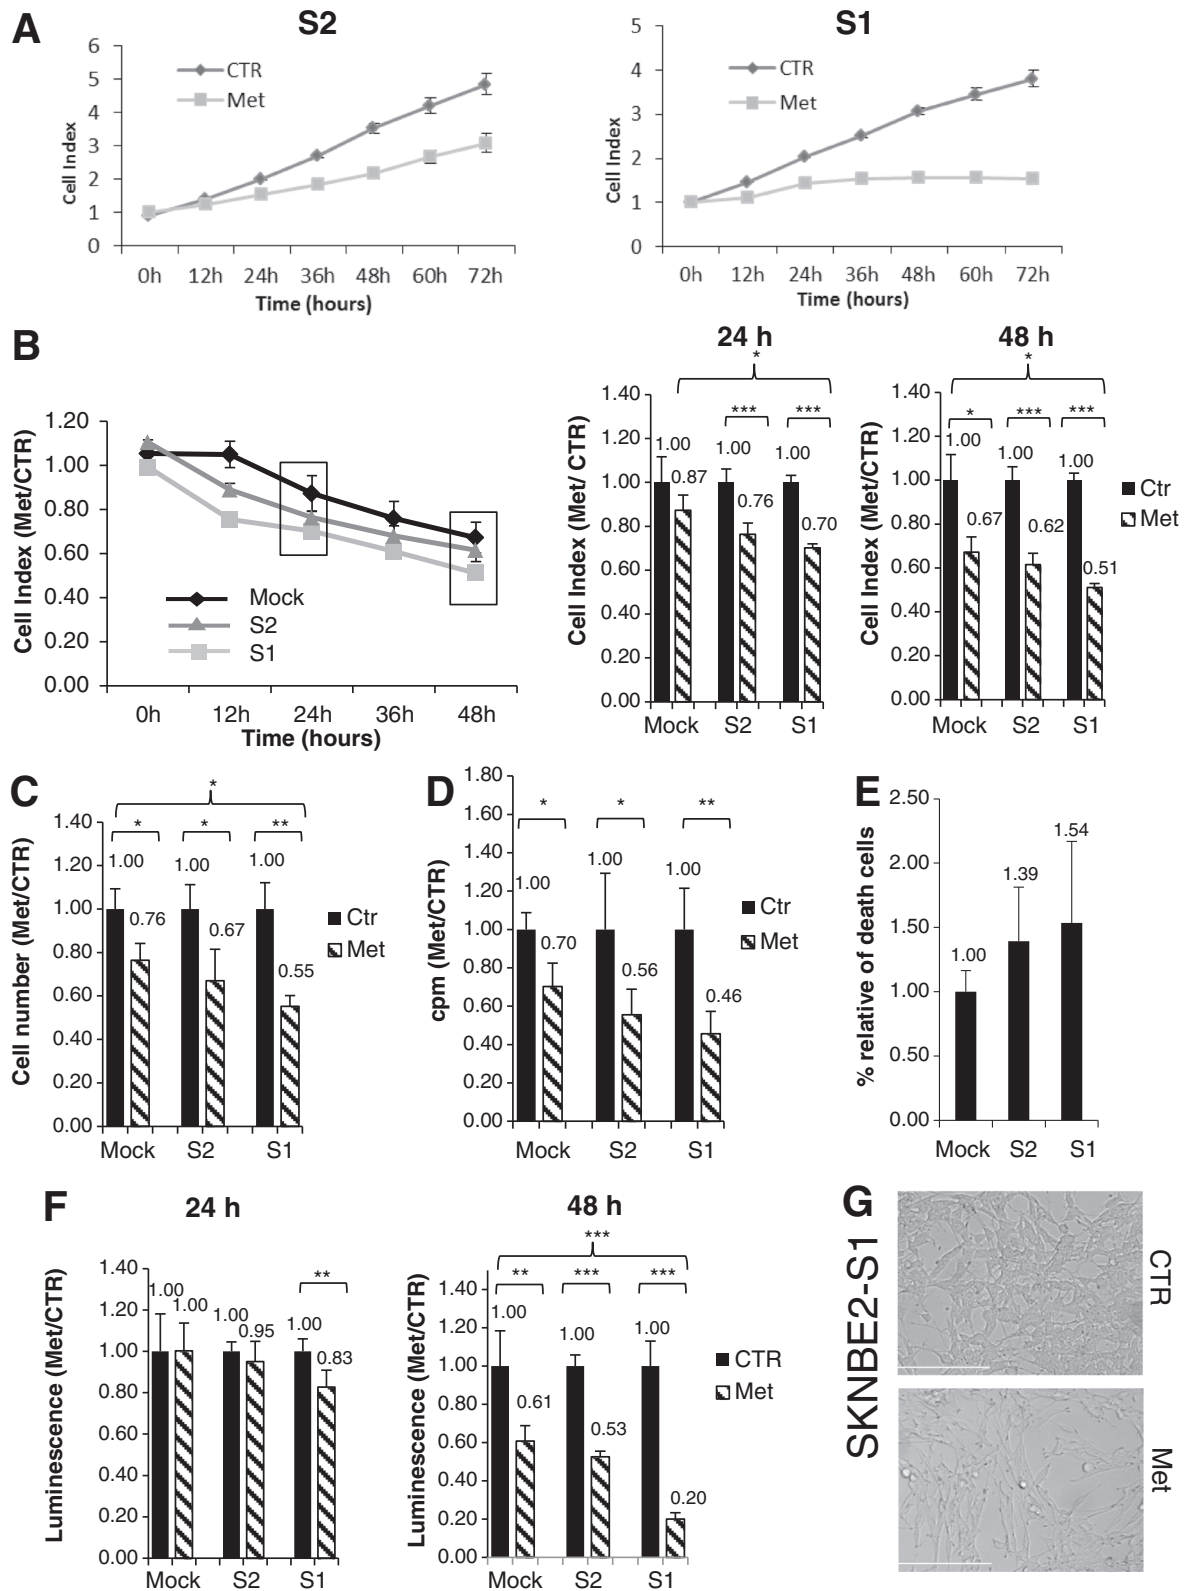 A
S2
6
5
4
3
2
1
0
Cell Index
CTR
Met
0h 12h 24h 36h 48h 60h 72h
Time (hours)
S1
5
4
3
2
1
0
Cell Index
CTR
Met
0h 12h 24h 36h 48h 60h 72h
Time (hours)
B
1.20
1.00
0.80
0.60
0.40
0.20
0.00
Cell Index (Met/CTR)
Mock
S2
S1
0h 12h 24h 36h 48h
Time (hours)
24 h
*
*** ***
1.40
1.20
1.00
0.80
0.60
0.40
0.20
0.00
Cell Index (Met/ CTR)
1.00 0.87 1.00 0.76 1.00 0.70
Mock S2 S1
48 h
*
* *** ***
1.40
1.20
1.00
0.80
0.60
0.40
0.20
0.00
Cell Index (Met/CTR)
1.00 0.67 1.00 0.62 1.00 0.51
Mock S2 S1
Ctr
Met
C
*
* * **
1.40
1.20
1.00
0.80
0.60
0.40
0.20
0.00
Cell number (Met/CTR)
1.00 0.76 1.00 0.67 1.00 0.55
Mock S2 S1
Ctr
Met
D
* * **
1.80
1.60
1.40
1.20
1.00
0.80
0.60
0.40
0.20
0.00
cpm (Met/CTR)
1.00 0.70 1.00 0.56 1.00 0.46
Mock S2 S1
Ctr
Met
E
2.50
2.00
1.50
1.00
0.50
0.00
% relative of death cells
1.00 1.39 1.54
Mock S2 S1
F
24 h
**
1.40
1.20
1.00
0.80
0.60
0.40
0.20
0.00
Luminescence (Met/CTR)
1.00 1.00 1.00 0.95 1.00 0.83
Mock S2 S1
48 h
***
** *** ***
1.40
1.20
1.00
0.80
0.60
0.40
0.20
0.00
Luminescence (Met/CTR)
1.00 0.61 1.00 0.53 1.00 0.20
Mock S2 S1
CTR
Met
G
SKNBE2-S1
CTR
Met